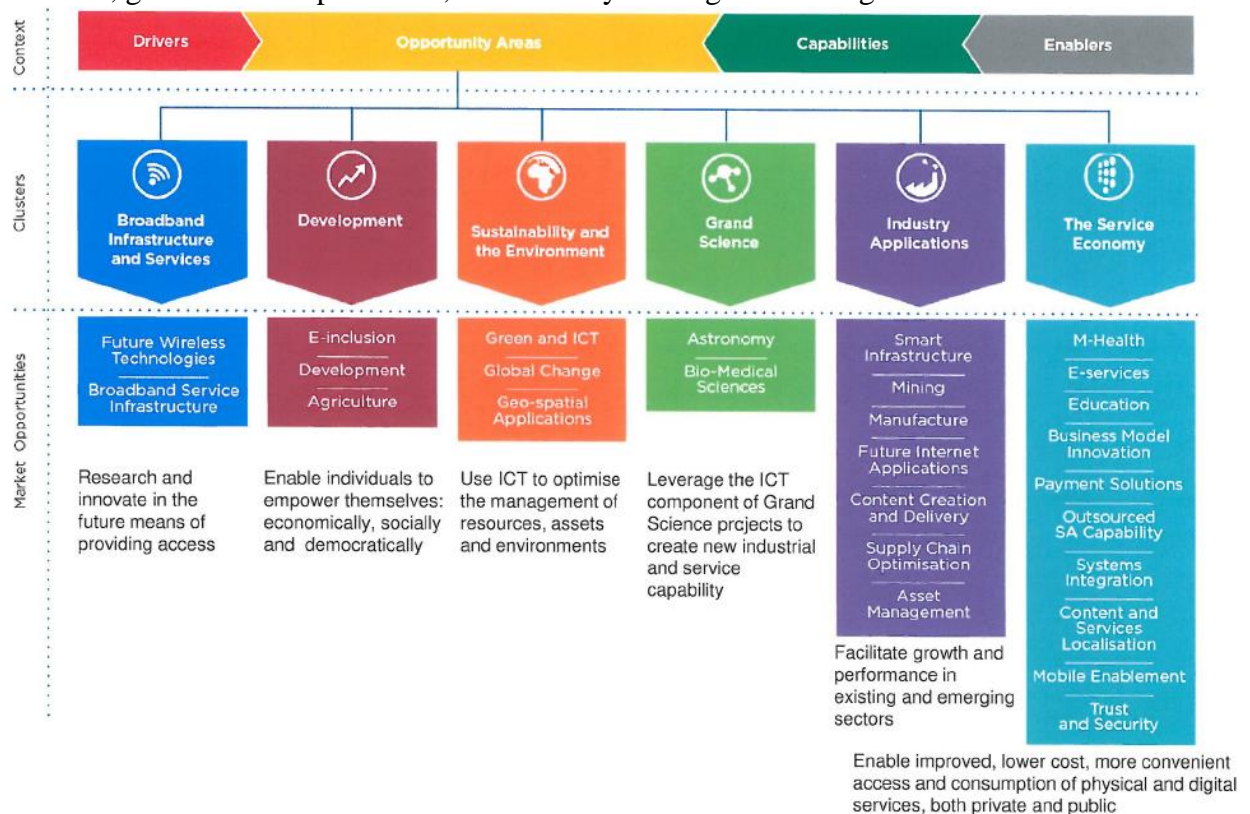 Context
Drivers
Opportunity Areas
Capabilities
Enablers
Clusters
Broadband
Infrastructure
and Services
Development
Sustainability and
the Environment
Grand
Science
Industry
Applications
The Service
Economy
Market Opportunities
Future Wireless
Technologies
Broadband Service
Infrastructure
Research and
innovate in the
future means of
providing access
E-inclusion
Development
Agriculture
Enable individuals to
empower themselves:
economically, socially
and democratically
Green and ICT
Global Change
Geo-spatial
Applications
Use ICT to optimise
the management of
resources, assets
and environments
Astronomy
Bio-Medical
Sciences
Leverage the ICT
component of Grand
Science projects to
create new industrial
and service
capability
Smart
Infrastructure
Mining
Manufacture
Future Internet
Applications
Content Creation
and Delivery
Supply Chain
Optimisation
Asset
Management
Facilitate growth and
performance in
existing and emerging
sectors
M-Health
E-services
Education
Business Model
Innovation
Payment Solutions
Outsourced
SA Capability
Systems
Integration
Content and
Services
Localisation
Mobile Enablement
Trust
and Security
Enable improved, lower cost, more convenient
access and consumption of physical and digital
services, both private and public